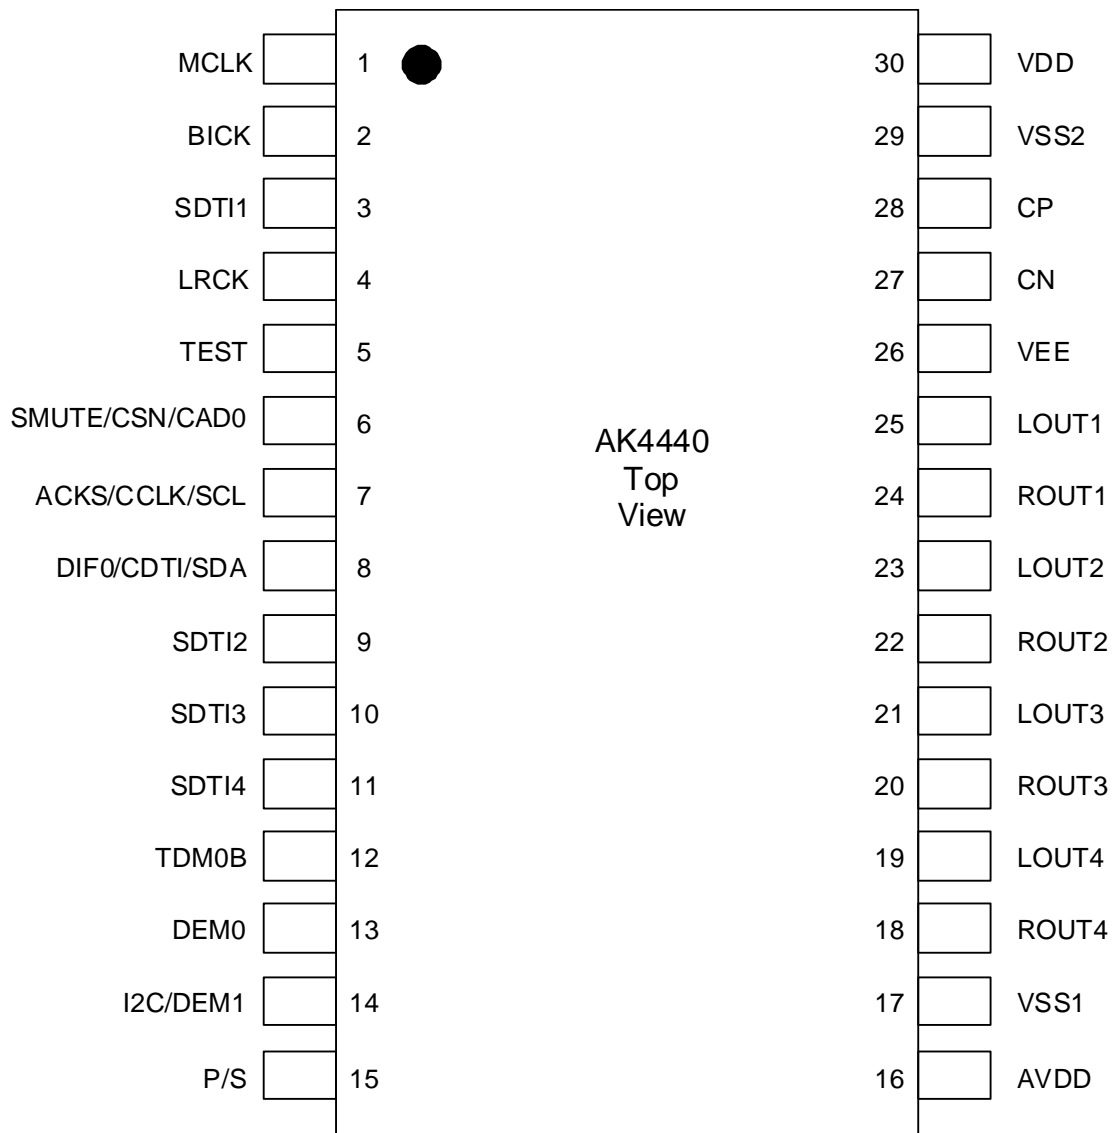 MCLK 1 30 VDD
BICK 2 29 VSS2
SDTI1 3 28 CP
LRCK 4 27 CN
TEST 5 26 VEE
SMUTE/CSN/CAD0 6 25 LOUT1
AK4440
Top
View
ACKS/CCLK/SCL 7 24 ROUT1
DIF0/CDTI/SDA 8 23 LOUT2
SDTI2 9 22 ROUT2
SDTI3 10 21 LOUT3
SDTI4 11 20 ROUT3
TDM0B 12 19 LOUT4
DEM0 13 18 ROUT4
I2C/DEM1 14 17 VSS1
P/S 15 16 AVDD